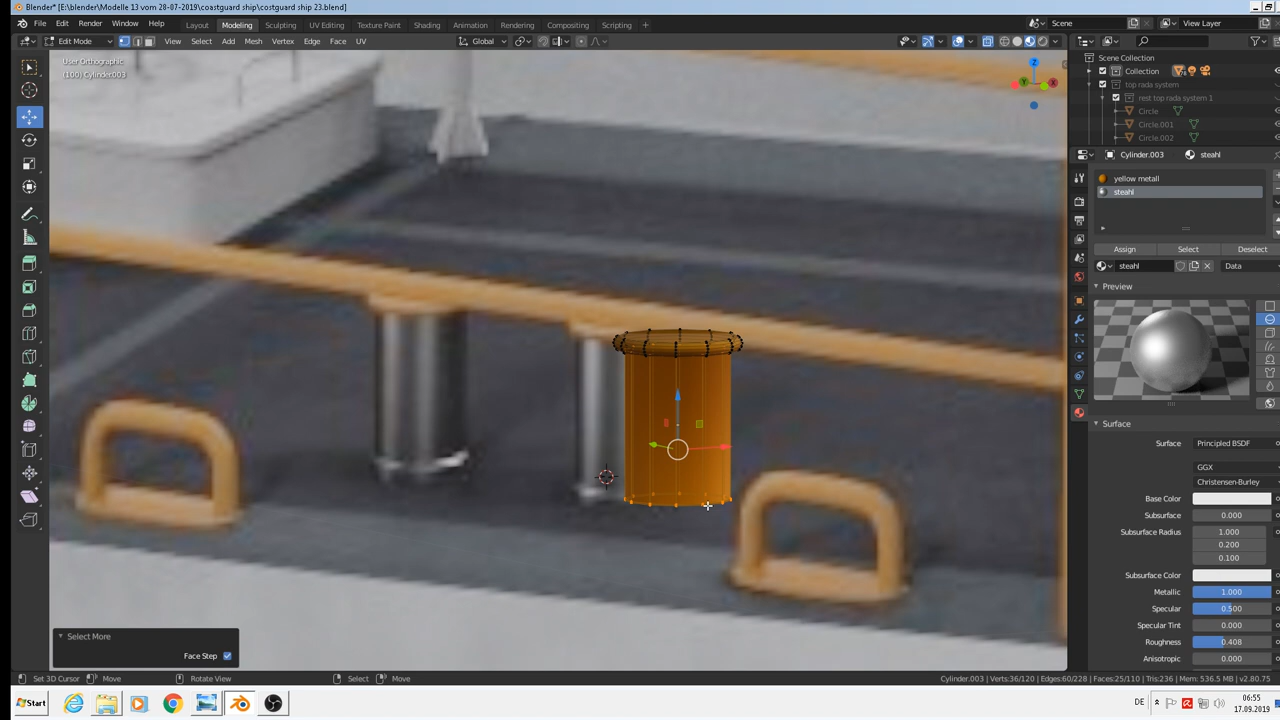 Blender* [E:\blender\Modelle 13 vom 28-07-2019\coastguard ship\costguard ship 23.blend]
File Edit Render Window Help Layout Modeling Sculpting UV Editing Texture Paint Shading Animation Rendering Compositing Scripting + Scene View Layer
Edit Mode View Select Add Mesh Vertex Edge Face UV Global
User Orthographic
(100) Cylinder.003
Z
Y
X
Scene Collection
Collection
top rada system
rest top rada system 1
Circle
Circle.001
Circle.002
Cylinder.003 steahl
yellow metall
steahl
Assign Select Deselect
steahl Data
Preview
Surface
Surface Principled BSDF
GGX
Christensen-Burley
Base Color
Subsurface 0.000
Subsurface Radius 1.000
0.200
0.100
Subsurface Color
Metallic 1.000
Specular 0.500
Specular Tint 0.000
Roughness 0.408
Anisotropic 0.000
Select More
Face Step
Set 3D Cursor Move Rotate View Select Move Cylinder.003 | Verts:36/120 | Edges:60/228 | Faces:25/110 | Tris:236 | Mem: 536.5 MB | v2.80.75
Start DE 06:55
17.09.2019